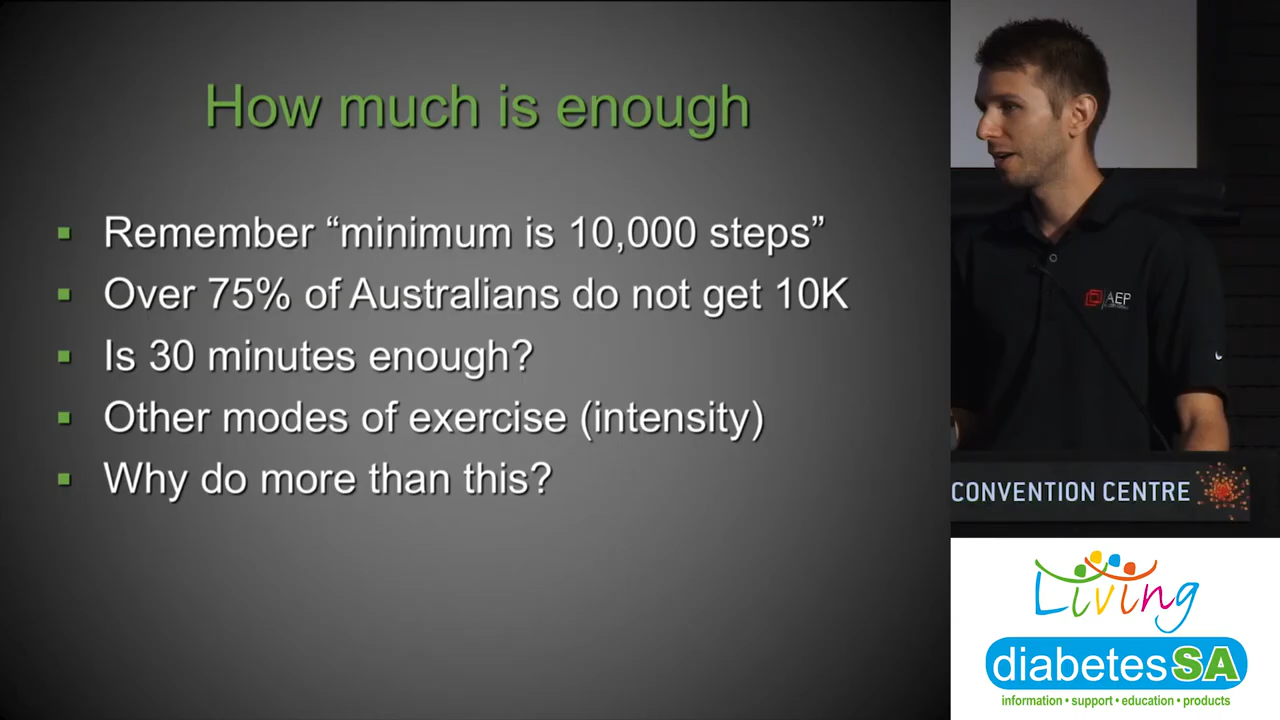 How much is enough
Remember “minimum is 10,000 steps”
Over 75% of Australians do not get 10K
Is 30 minutes enough?
Other modes of exercise (intensity)
Why do more than this?
AEP
CONVENTION CENTRE
Living
diabetesSA
information • support • education • products